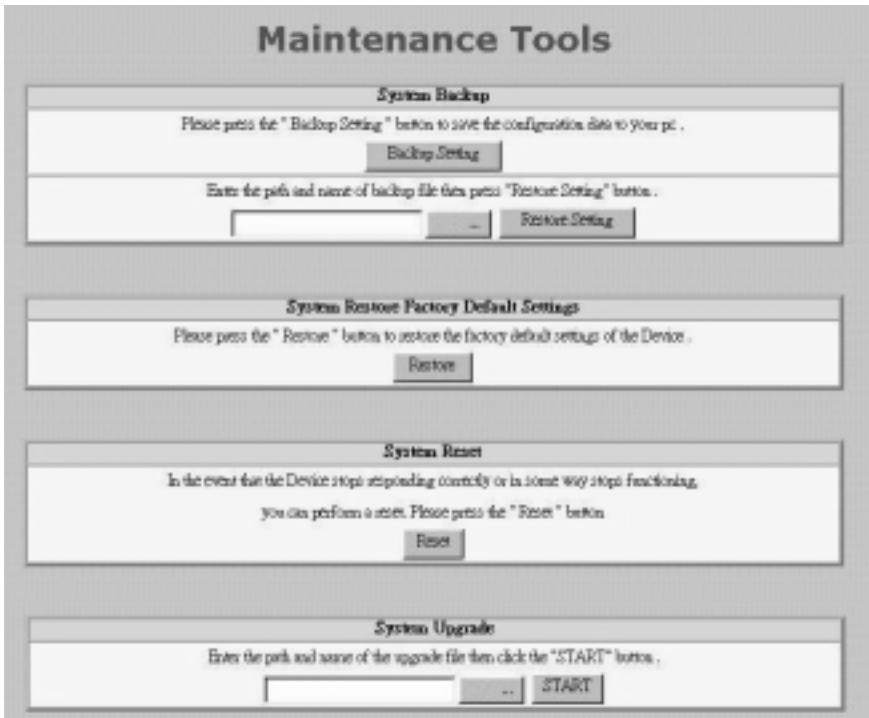 Maintenance Tools
System Backup
Please press the " Backup Setting " button to save the configuration data to your pc .
Backup Setting
Enter the path and name of backup file then press "Restore Setting" button .
... Restore Setting
System Restore Factory Default Settings
Please press the " Restore " button to restore the factory default settings of the Device .
Restore
System Reset
In the event that the Device stops responding correctly or in some way stops functioning,
you can perform a reset. Please press the " Reset " button
Reset
System Upgrade
Enter the path and name of the upgrade file then click the "START" button .
... START